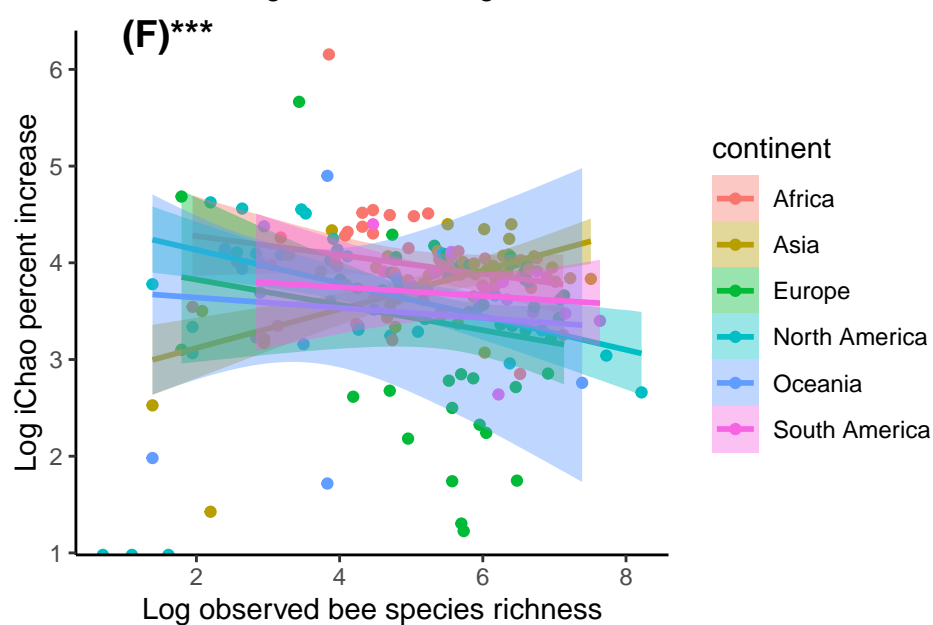 (F)***
Log iChao percent increase
6
5
4
3
2
1
2 4 6 8
Log observed bee species richness
continent
Africa
Asia
Europe
North America
Oceania
South America